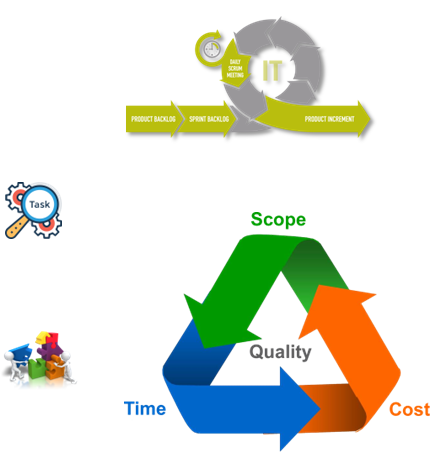 IT
DAILY
SCRUM
MEETING
PRODUCT BACKLOG
SPRINT BACKLOG
PRODUCT INCREMENT
Task
Scope
Quality
Time
Cost